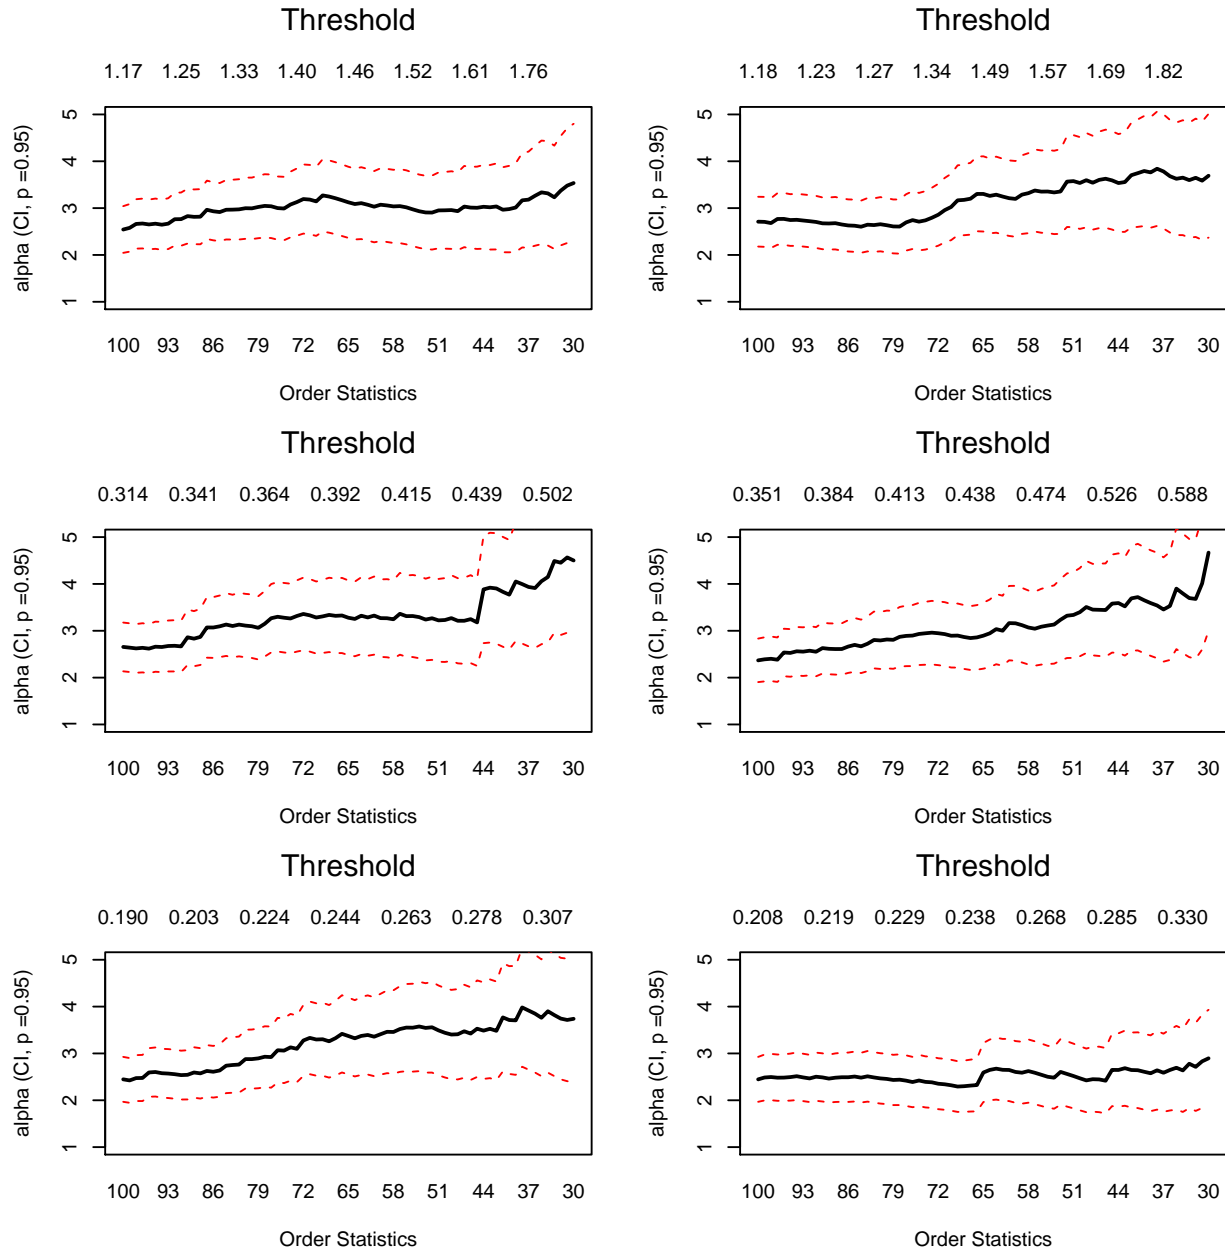 Threshold
1.17 1.25 1.33 1.40 1.46 1.52 1.61 1.76
alpha (CI, p =0.95)
5
4
3
2
1
100 93 86 79 72 65 58 51 44 37 30
Order Statistics
Threshold
1.18 1.23 1.27 1.34 1.49 1.57 1.69 1.82
alpha (CI, p =0.95)
5
4
3
2
1
100 93 86 79 72 65 58 51 44 37 30
Order Statistics
Threshold
0.314 0.341 0.364 0.392 0.415 0.439 0.502
alpha (CI, p =0.95)
5
4
3
2
1
100 93 86 79 72 65 58 51 44 37 30
Order Statistics
Threshold
0.351 0.384 0.413 0.438 0.474 0.526 0.588
alpha (CI, p =0.95)
5
4
3
2
1
100 93 86 79 72 65 58 51 44 37 30
Order Statistics
Threshold
0.190 0.203 0.224 0.244 0.263 0.278 0.307
alpha (CI, p =0.95)
5
4
3
2
1
100 93 86 79 72 65 58 51 44 37 30
Order Statistics
Threshold
0.208 0.219 0.229 0.238 0.268 0.285 0.330
alpha (CI, p =0.95)
5
4
3
2
1
100 93 86 79 72 65 58 51 44 37 30
Order Statistics